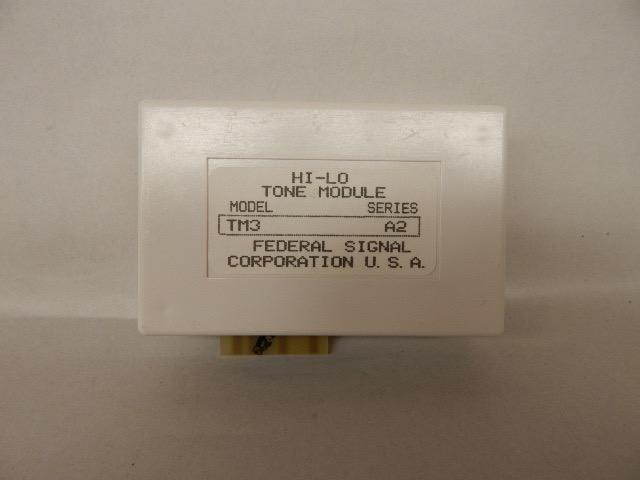 HI-LO
TONE MODULE
MODEL SERIES
TM3 A2
FEDERAL SIGNAL
CORPORATION U.S.A.